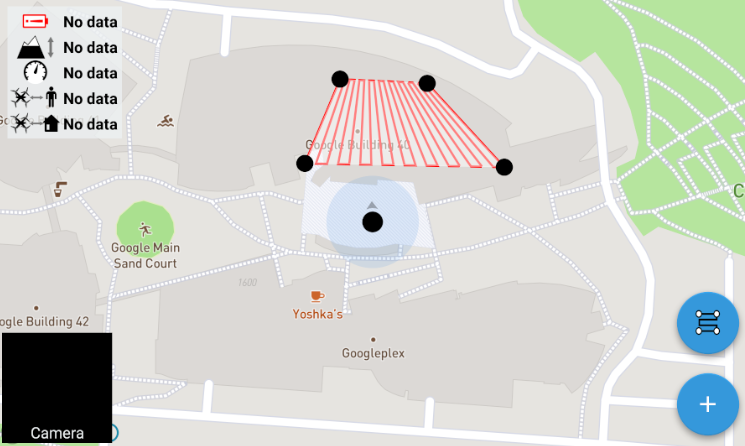 No data
No data
No data
No data
No data
Google Building 40
Google Main
Sand Court
1600
Yoshka's
ogle Building 42
Googleplex
Camera
C
+